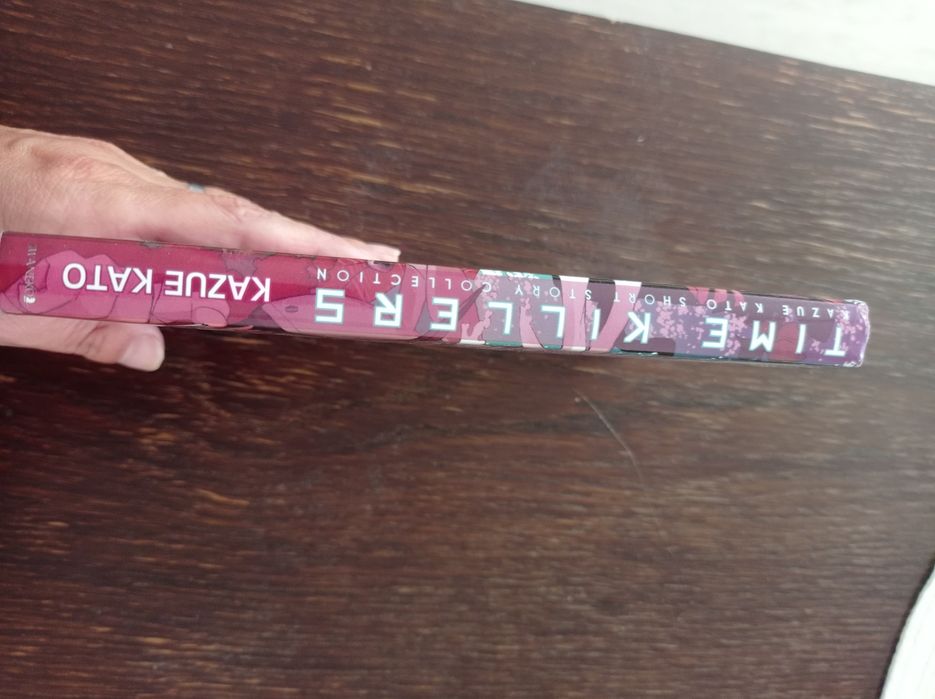 TIME KILLERS
KAZUE KATO SHORT STORY COLLECTION
KAZUE KATO